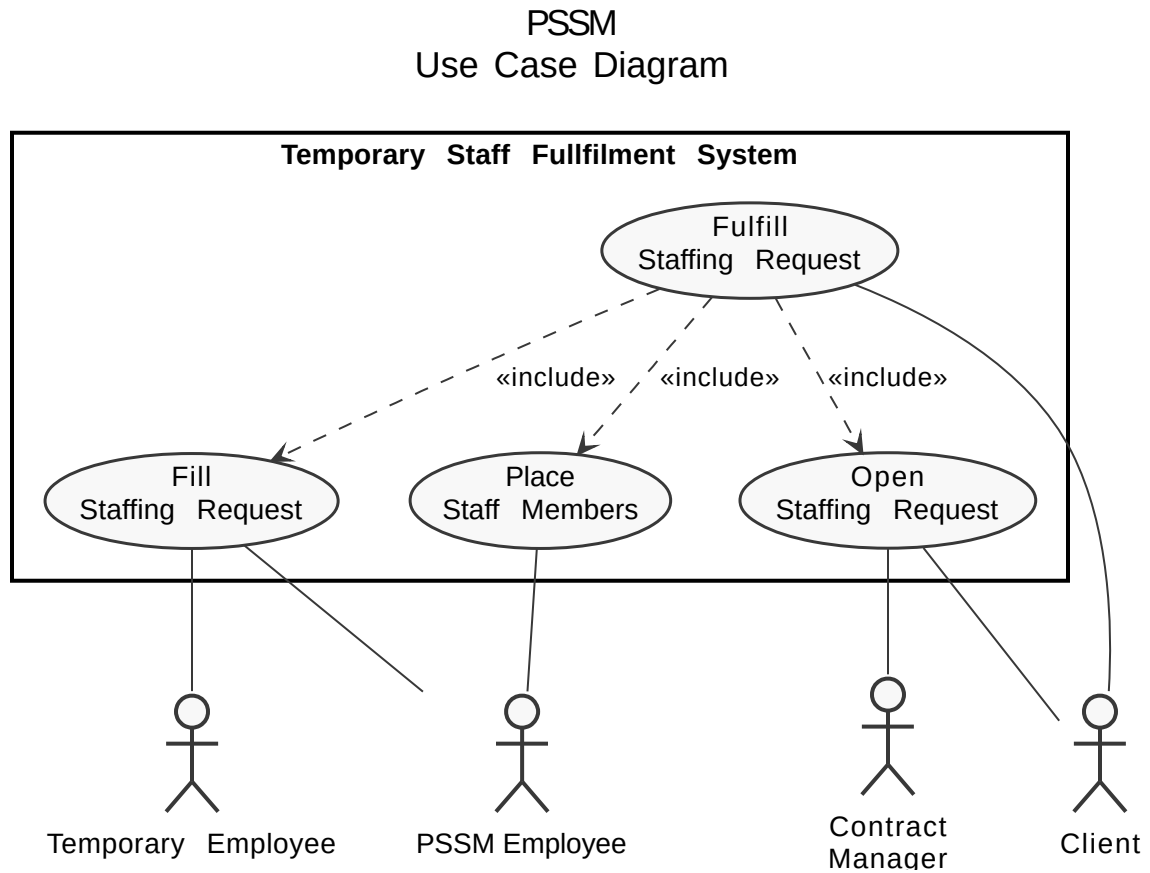 PSSM
Use Case Diagram
Temporary Staff Fullfilment System
Fulfill
Staffing Request
«include»
«include»
«include»
Fill
Staffing Request
Place
Staff Members
Open
Staffing Request
Temporary Employee
PSSM Employee
Contract
Manager
Client